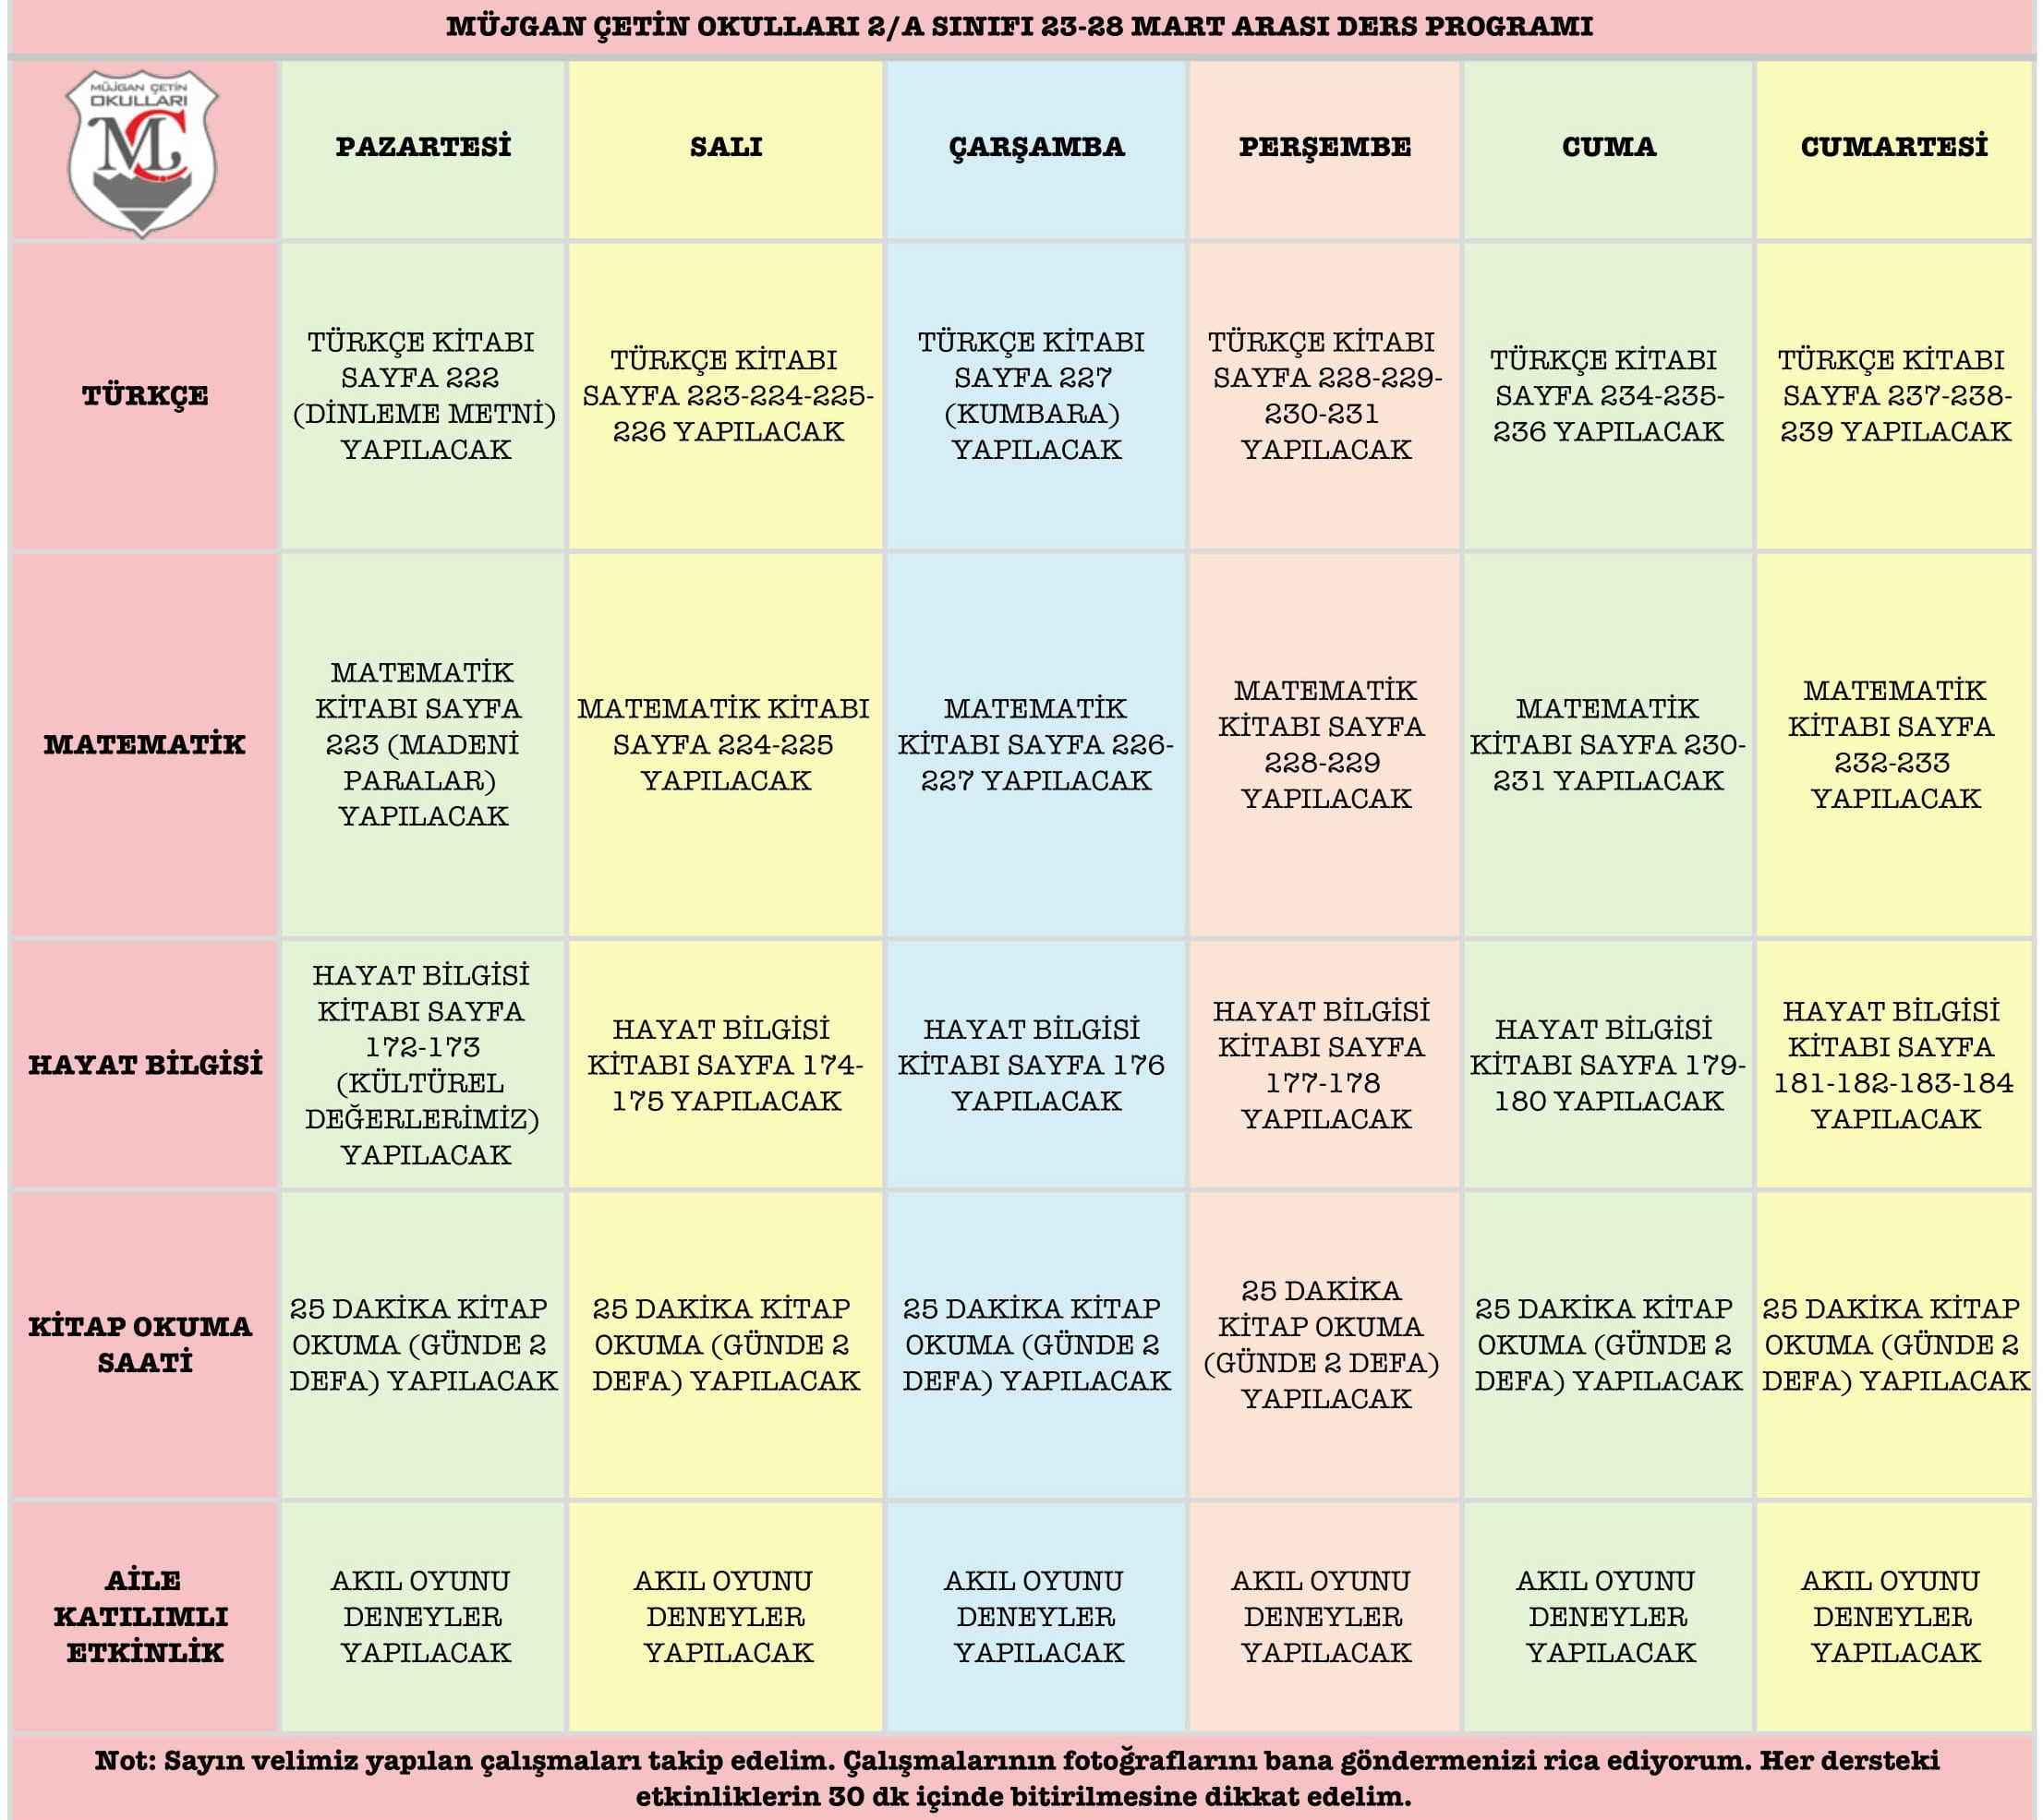 MÜJGAN ÇETİN OKULLARI 2/A SINIFI 23-28 MART ARASI DERS PROGRAMI
MÜJGAN ÇETİN
OKULLARI
MÇ
PAZARTESİ
SALI
ÇARŞAMBA
PERŞEMBE
CUMA
CUMARTESİ
TÜRKÇE
TÜRKÇE KİTABI
SAYFA 222
(DİNLEME METNİ)
YAPILACAK
TÜRKÇE KİTABI
SAYFA 223-224-225-
226 YAPILACAK
TÜRKÇE KİTABI
SAYFA 227
(KUMBARA)
YAPILACAK
TÜRKÇE KİTABI
SAYFA 228-229-
230-231
YAPILACAK
TÜRKÇE KİTABI
SAYFA 234-235-
236 YAPILACAK
TÜRKÇE KİTABI
SAYFA 237-238-
239 YAPILACAK
MATEMATİK
MATEMATİK
KİTABI SAYFA
223 (MADENİ
PARALAR)
YAPILACAK
MATEMATİK KİTABI
SAYFA 224-225
YAPILACAK
MATEMATİK
KİTABI SAYFA 226-
227 YAPILACAK
MATEMATİK
KİTABI SAYFA
228-229
YAPILACAK
MATEMATİK
KİTABI SAYFA 230-
231 YAPILACAK
MATEMATİK
KİTABI SAYFA
232-233
YAPILACAK
HAYAT BİLGİSİ
HAYAT BİLGİSİ
KİTABI SAYFA
172-173
(KÜLTÜREL
DEĞERLERİMİZ)
YAPILACAK
HAYAT BİLGİSİ
KİTABI SAYFA 174-
175 YAPILACAK
HAYAT BİLGİSİ
KİTABI SAYFA 176
YAPILACAK
HAYAT BİLGİSİ
KİTABI SAYFA
177-178
YAPILACAK
HAYAT BİLGİSİ
KİTABI SAYFA 179-
180 YAPILACAK
HAYAT BİLGİSİ
KİTABI SAYFA
181-182-183-184
YAPILACAK
KİTAP OKUMA
SAATİ
25 DAKİKA KİTAP
OKUMA (GÜNDE 2
DEFA) YAPILACAK
25 DAKİKA KİTAP
OKUMA (GÜNDE 2
DEFA) YAPILACAK
25 DAKİKA KİTAP
OKUMA (GÜNDE 2
DEFA) YAPILACAK
25 DAKİKA
KİTAP OKUMA
(GÜNDE 2 DEFA)
YAPILACAK
25 DAKİKA KİTAP
OKUMA (GÜNDE 2
DEFA) YAPILACAK
25 DAKİKA KİTAP
OKUMA (GÜNDE 2
DEFA) YAPILACAK
AİLE
KATILIMLI
ETKİNLİK
AKIL OYUNU
DENEYLER
YAPILACAK
AKIL OYUNU
DENEYLER
YAPILACAK
AKIL OYUNU
DENEYLER
YAPILACAK
AKIL OYUNU
DENEYLER
YAPILACAK
AKIL OYUNU
DENEYLER
YAPILACAK
AKIL OYUNU
DENEYLER
YAPILACAK
Not: Sayın velimiz yapılan çalışmaları takip edelim. Çalışmalarının fotoğraflarını bana göndermenizi rica ediyorum. Her dersteki
etkinliklerin 30 dk içinde bitirilmesine dikkat edelim.